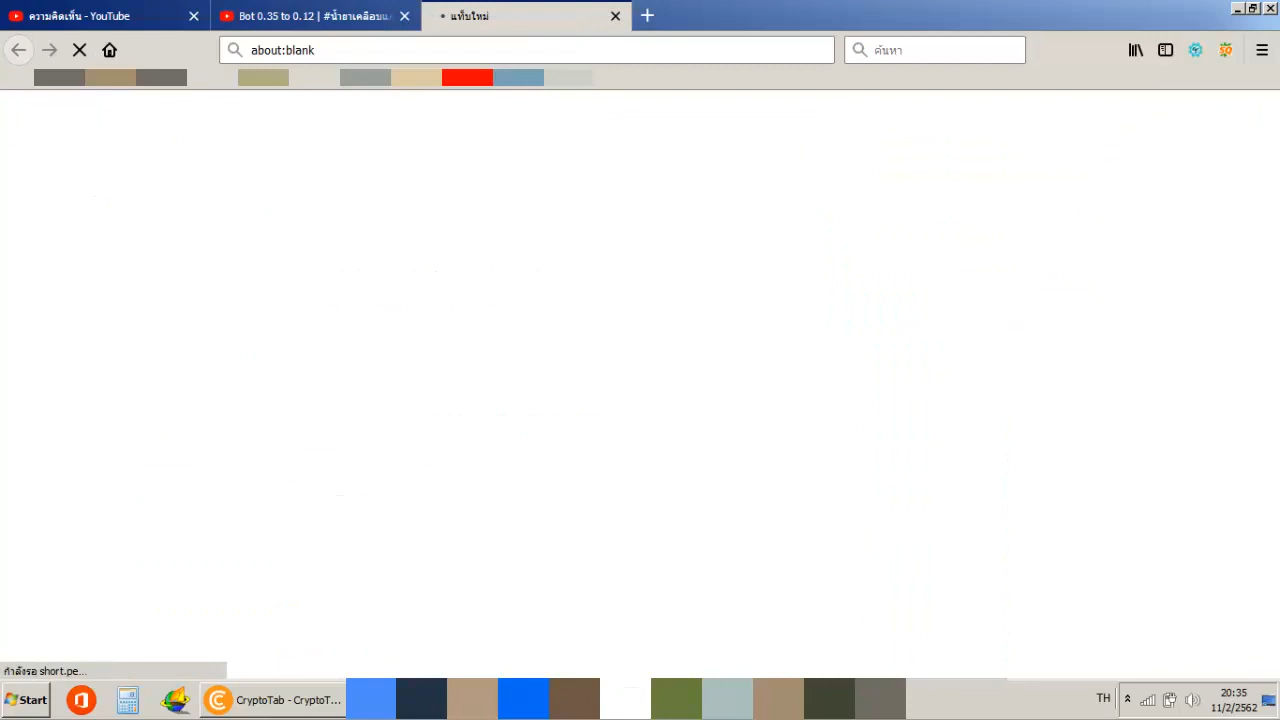 ความคิดเห็น - YouTube
Bot 0.35 to 0.12 | #น้ำยาเคลือบแ
แท็บใหม่
about:blank
ค้นหา
กำลังรอ short.pe...
Start
CryptoTab - CryptoT...
TH
20:35
11/2/2562